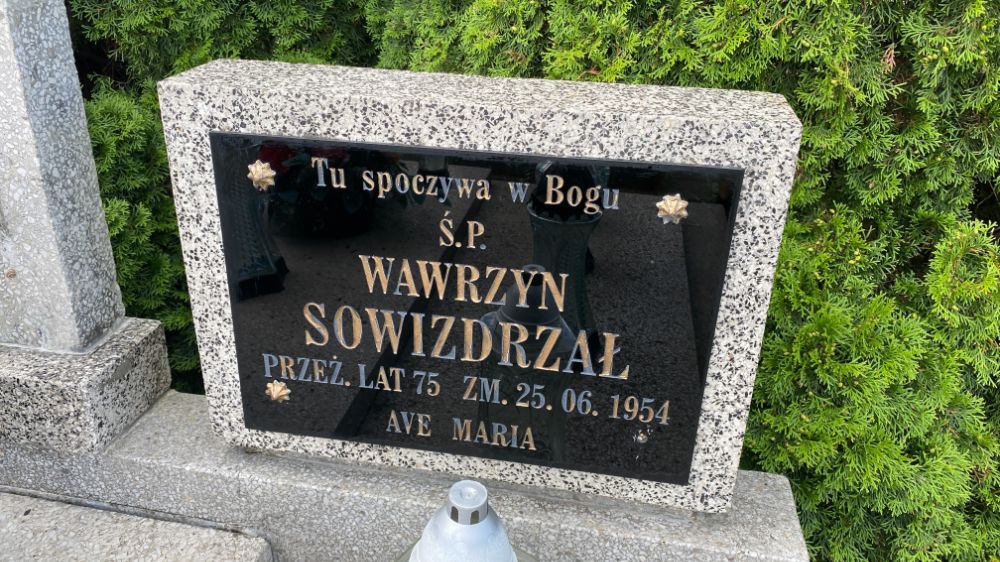 Tu spoczywa w Bogu
Ś.P.
WAWRZYN
SOWIZDRZAŁ
PRZEŻ. LAT 75 ZM. 25. 06. 1954
AVE MARIA